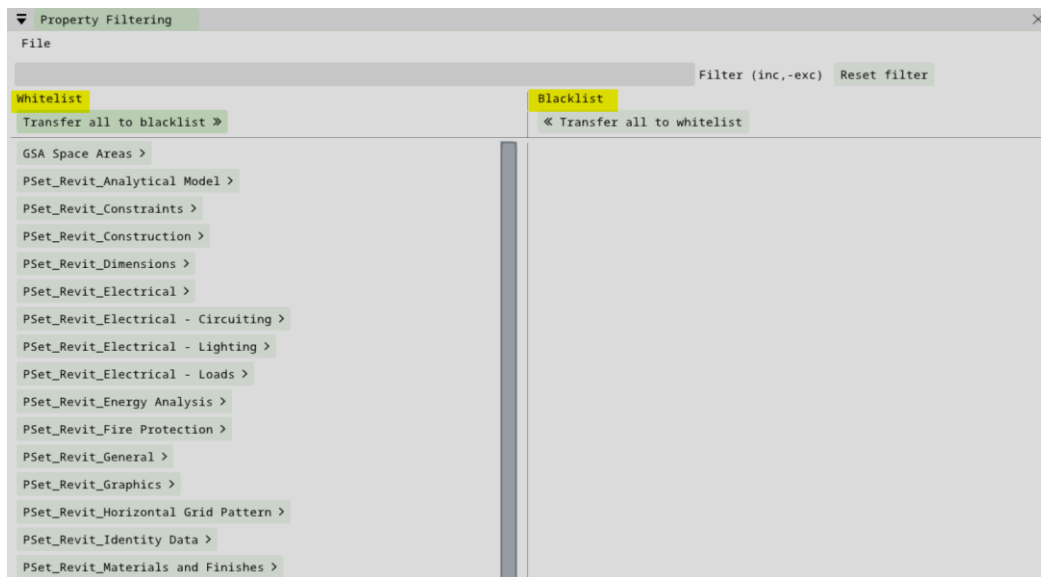 Property Filtering
File
Filter (inc,-exc) Reset filter
Whitelist
Transfer all to blacklist »
GSA Space Areas >
PSet_Revit_Analytical Model >
PSet_Revit_Constraints >
PSet_Revit_Construction >
PSet_Revit_Dimensions >
PSet_Revit_Electrical >
PSet_Revit_Electrical - Circuiting >
PSet_Revit_Electrical - Lighting >
PSet_Revit_Electrical - Loads >
PSet_Revit_Energy Analysis >
PSet_Revit_Fire Protection >
PSet_Revit_General >
PSet_Revit_Graphics >
PSet_Revit_Horizontal Grid Pattern >
PSet_Revit_Identity Data >
PSet_Revit_Materials and Finishes >
Blacklist
« Transfer all to whitelist